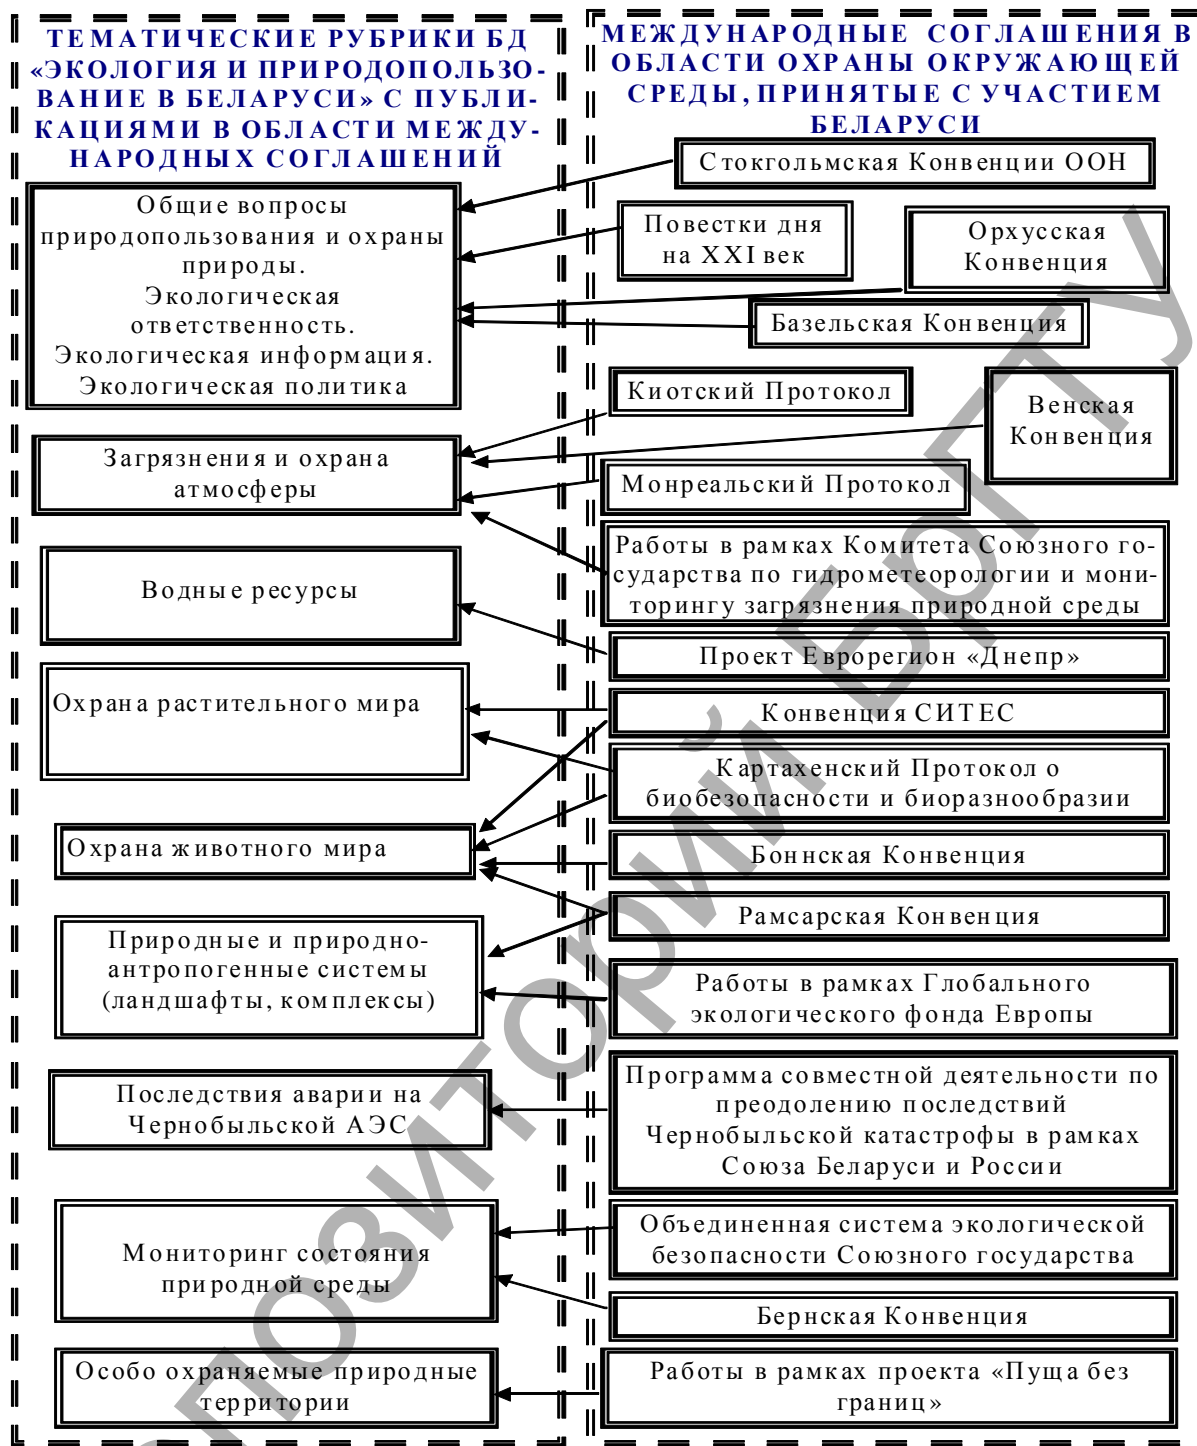 ТЕМАТИЧЕСКИЕ РУБРИКИ БД
«ЭКОЛОГИЯ И ПРИРОДОПОЛЬЗО-
ВАНИЕ В БЕЛАРУСИ» С ПУБЛИ-
КАЦИЯМИ В ОБЛАСТИ МЕЖДУ-
НАРОДНЫХ СОГЛАШЕНИЙ
Общие вопросы
природопользования и охраны
природы.
Экологическая
ответственность.
Экологическая информация.
Экологическая политика
Загрязнения и охрана
атмосферы
Водные ресурсы
Охрана растительного мира
Охрана животного мира
Природные и природно-
антропогенные системы
(ландшафты, комплексы)
Последствия аварии на
Чернобыльской АЭС
Мониторинг состояния
природной среды
Особо охраняемые природные
территории
МЕЖДУНАРОДНЫЕ СОГЛАШЕНИЯ В
ОБЛАСТИ ОХРАНЫ ОКРУЖАЮЩЕЙ
СРЕДЫ, ПРИНЯТЫЕ С УЧАСТИЕМ
БЕЛАРУСИ
Стокгольмская Конвенции ООН
Повестки дня
на XXI век
Орхусская
Конвенция
Базельская Конвенция
Киотский Протокол
Венская
Конвенция
Монреальский Протокол
Работы в рамках Комитета Союзного го-
сударства по гидрометеорологии и мони-
торингу загрязнения природной среды
Проект Еврорегион «Днепр»
Конвенция СИТЕС
Картахенский Протокол о
биобезопасности и биоразнообразии
Боннская Конвенция
Рамсарская Конвенция
Работы в рамках Глобального
экологического фонда Европы
Программа совместной деятельности по
преодолению последствий
Чернобыльской катастрофы в рамках
Союза Беларуси и России
Объединенная система экологической
безопасности Союзного государства
Бернская Конвенция
Работы в рамках проекта «Пуща без
границ»
позиторий БрГТУ